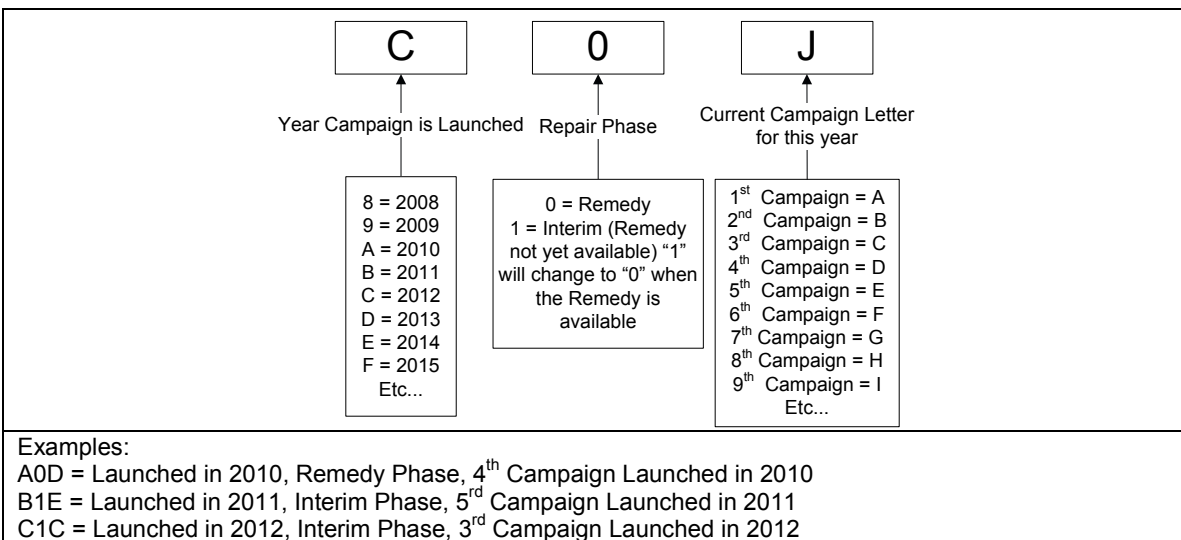 C 0 J
Year Campaign is Launched
Repair Phase
Current Campaign Letter
for this year
8 = 2008
9 = 2009
A = 2010
B = 2011
C = 2012
D = 2013
E = 2014
F = 2015
Etc...
0 = Remedy
1 = Interim (Remedy
not yet available) “1”
will change to “0” when
the Remedy is
available
1st Campaign = A
2nd Campaign = B
3rd Campaign = C
4th Campaign = D
5th Campaign = E
6th Campaign = F
7th Campaign = G
8th Campaign = H
9th Campaign = I
Etc...
Examples:
A0D = Launched in 2010, Remedy Phase, 4th Campaign Launched in 2010
B1E = Launched in 2011, Interim Phase, 5rd Campaign Launched in 2011
C1C = Launched in 2012, Interim Phase, 3rd Campaign Launched in 2012